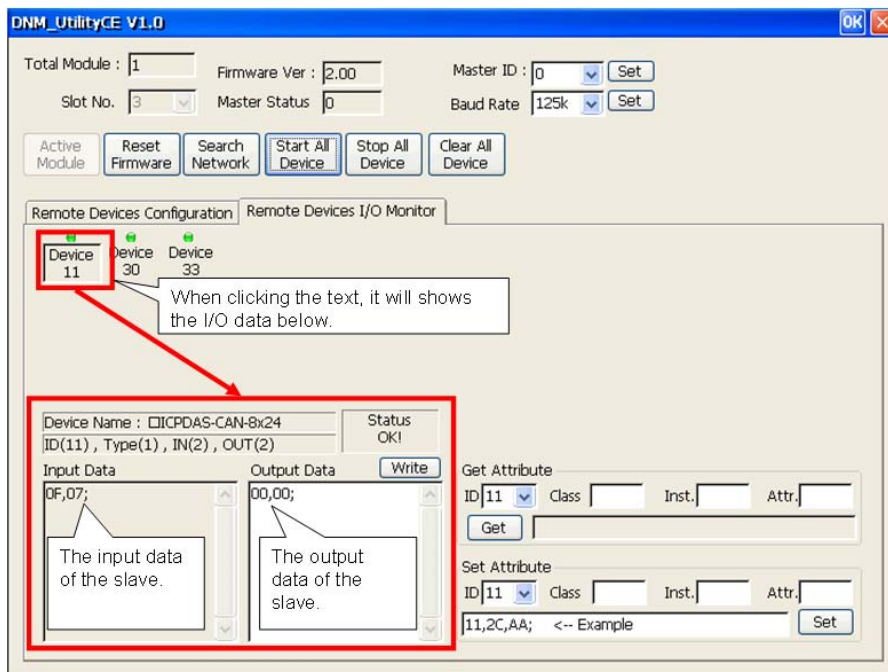 DNM_UtilityCE V1.0
OK
Total Module : 1
Firmware Ver : 2.00
Master ID : 0
Set
Slot No. 3
Master Status 0
Baud Rate 125k
Set
Active Module
Reset Firmware
Search Network
Start All Device
Stop All Device
Clear All Device
Remote Devices Configuration
Remote Devices I/O Monitor
Device 11
Device 30
Device 33
When clicking the text, it will shows
the I/O data below.
Device Name : □ICPDAS-CAN-8x24
ID(11) , Type(1) , IN(2) , OUT(2)
Status
OK!
Input Data
Output Data
Write
0F,07;
00,00;
The input data
of the slave.
The output
data of the
slave.
Get Attribute
ID 11 Class Inst. Attr.
Get
Set Attribute
ID 11 Class Inst. Attr.
11,2C,AA; <-- Example
Set